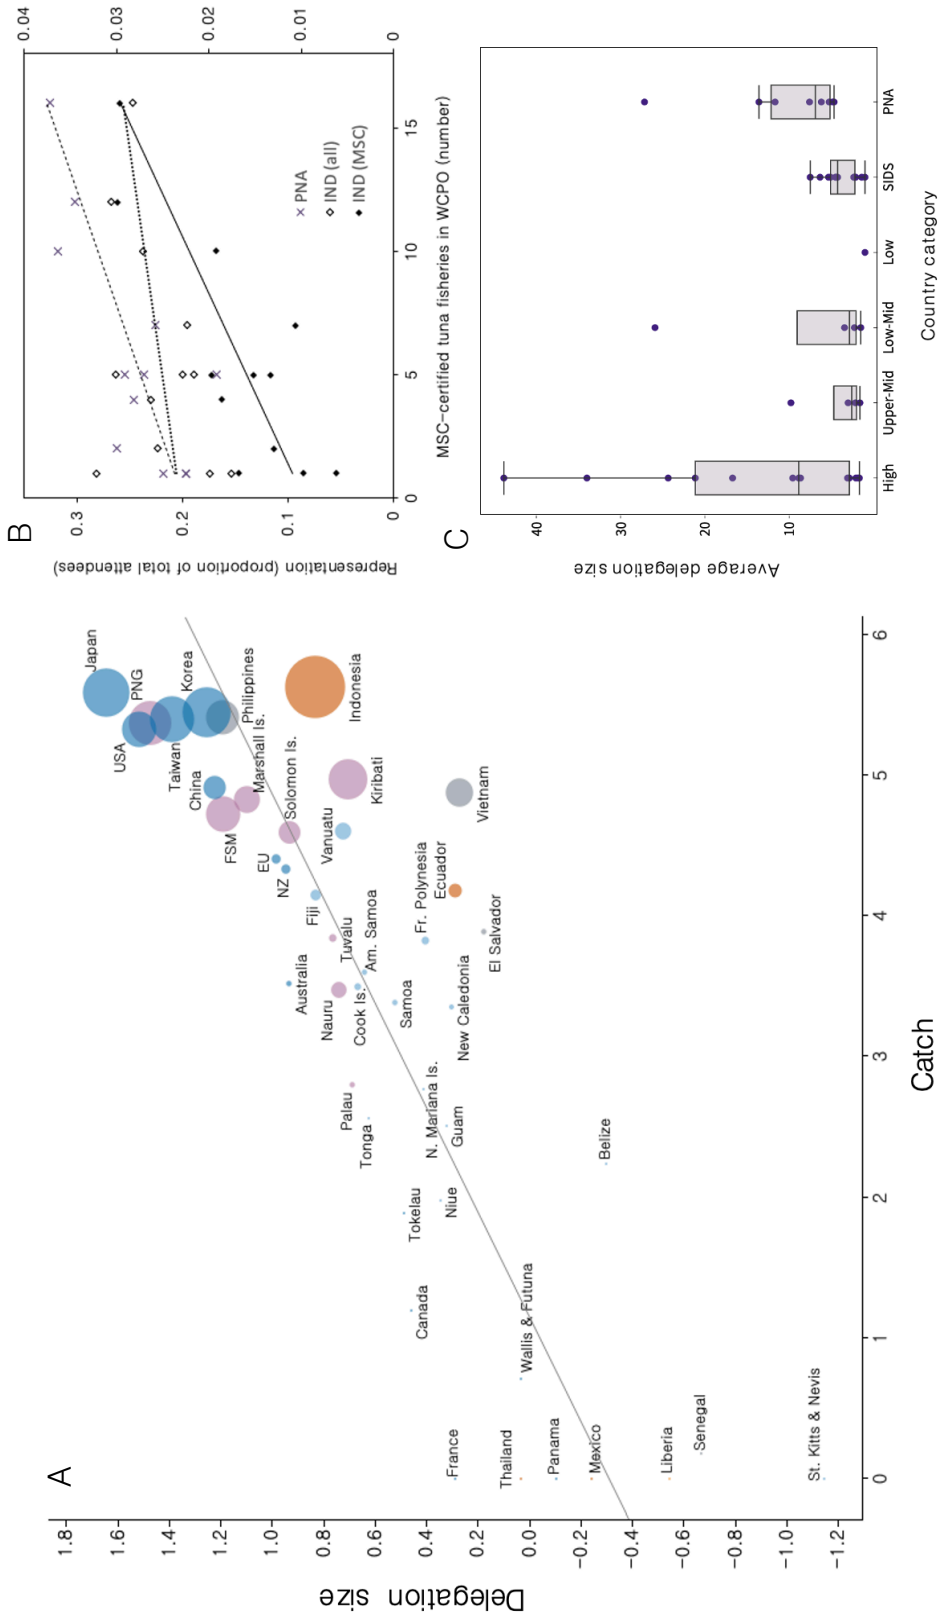 A
Delegation size
1.8
1.6
1.4
1.2
1.0
0.8
0.6
0.4
0.2
0.0
−0.2
−0.4
−0.6
−0.8
−1.0
−1.2
Japan
PNG
USA
Korea
Taiwan
Philippines
China
Marshall Is.
FSM
Solomon Is.
Indonesia
EU
NZ
Vanuatu
Kiribati
Fiji
Tuvalu
Am. Samoa
Fr. Polynesia
Ecuador
Vietnam
Australia
Nauru
Cook Is.
Samoa
El Salvador
New Caledonia
Palau
Tonga
N. Mariana Is.
Guam
Tokelau
Niue
Belize
Canada
Wallis & Futuna
France
Thailand
Panama
Mexico
Liberia
Senegal
St. Kitts & Nevis
0
1
2
3
4
5
6
Catch
B
Representation (proportion of total attendees)
0.3
0.2
0.1
0
0.04
0.03
0.02
0.01
0
PNA
IND (all)
IND (MSC)
0
5
10
15
MSC−certified tuna fisheries in WCPO (number)
C
Average delegation size
40
30
20
10
High
Upper-Mid
Low-Mid
Low
SIDS
PNA
Country category